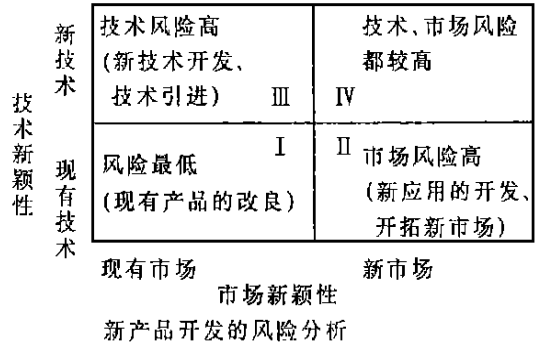 技术风险高
(新技术开发、
技术引进) Ⅲ
技术、市场风险
都较高
Ⅳ
新技术
技术新颖性
现有技术
Ⅰ
风险最低
(现有产品的改良)
Ⅱ 市场风险高
(新应用的开发、
开拓新市场)
现有市场
新市场
市场新颖性
新产品开发的风险分析